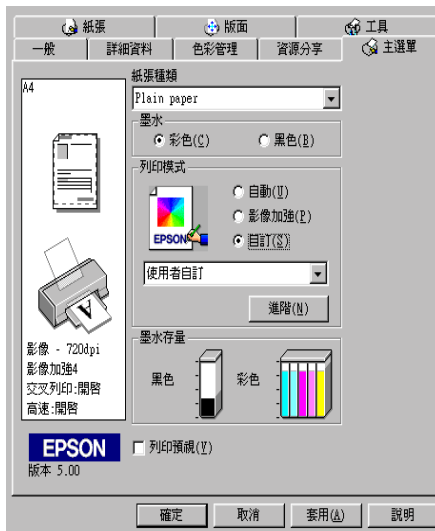 紙張 版面 工具
一般 詳細資料 色彩管理 資源分享 主選單
A4
紙張種類
Plain paper
墨水
彩色(C) 黑色(B)
列印模式
自動(U)
影像加強(P)
EPSON
自訂(S)
使用者自訂
進階(N)
影像 - 720dpi
影像加強4
交叉列印:開啓
高速:開啓
墨水存量
黑色 彩色
EPSON
列印預視(V)
版本 5.00
確定 取消 套用(A) 說明